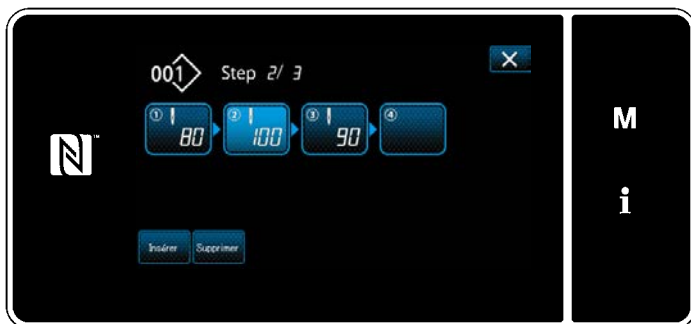 001 Step 2/ 3
① 80 ② 100 ③ 90 ④
M
i
Insérer Supprimer